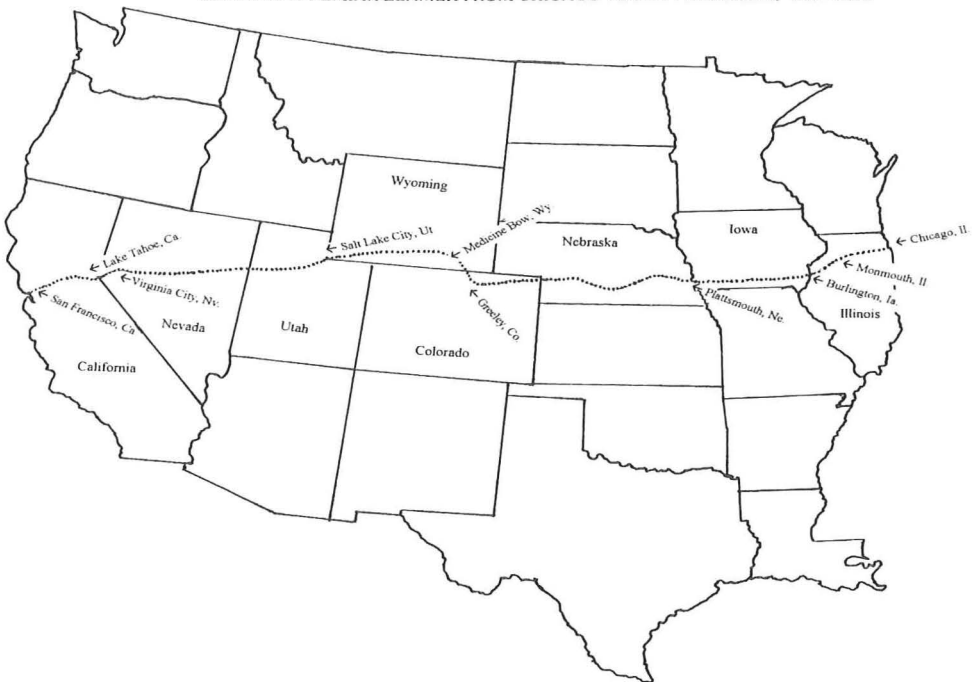 Wyoming
Medicine Bow, Wy
Iowa
Chicago, Il
Lake Tahoe, Ca
Salt Lake City, Ut
Nebraska
Monmouth, Il
Virginia City, Nv.
Burlington, Ia.
San Francisco, Ca
Nevada
Utah
Greeley, Co
Plattsmouth, Ne.
Illinois
Colorado
California